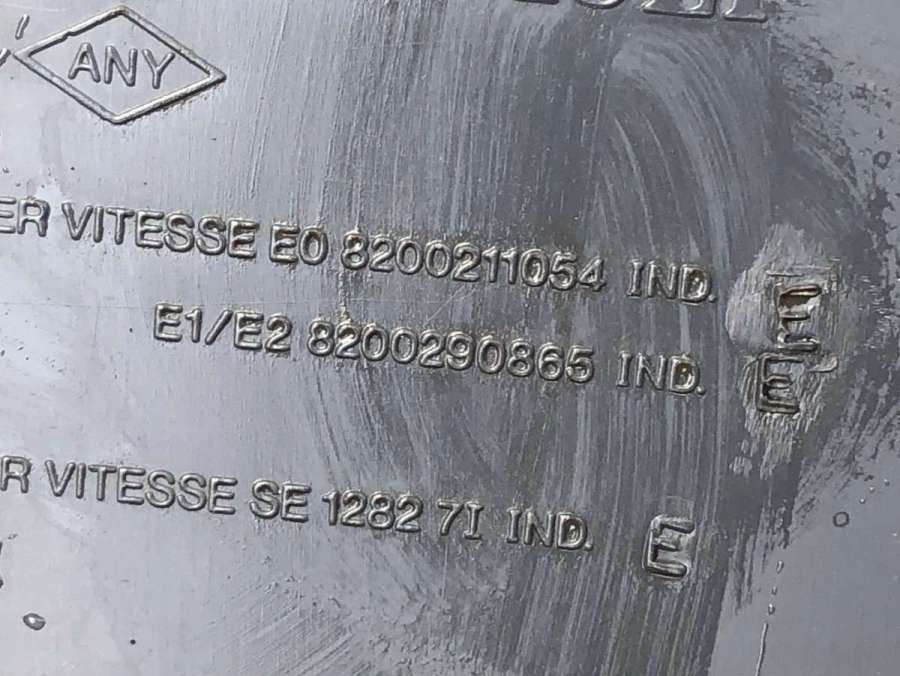 ANY
ER VITESSE E0 8200211054 IND. E
E1/E2 8200290865 IND. E
R VITESSE SE 1282 7I IND. E